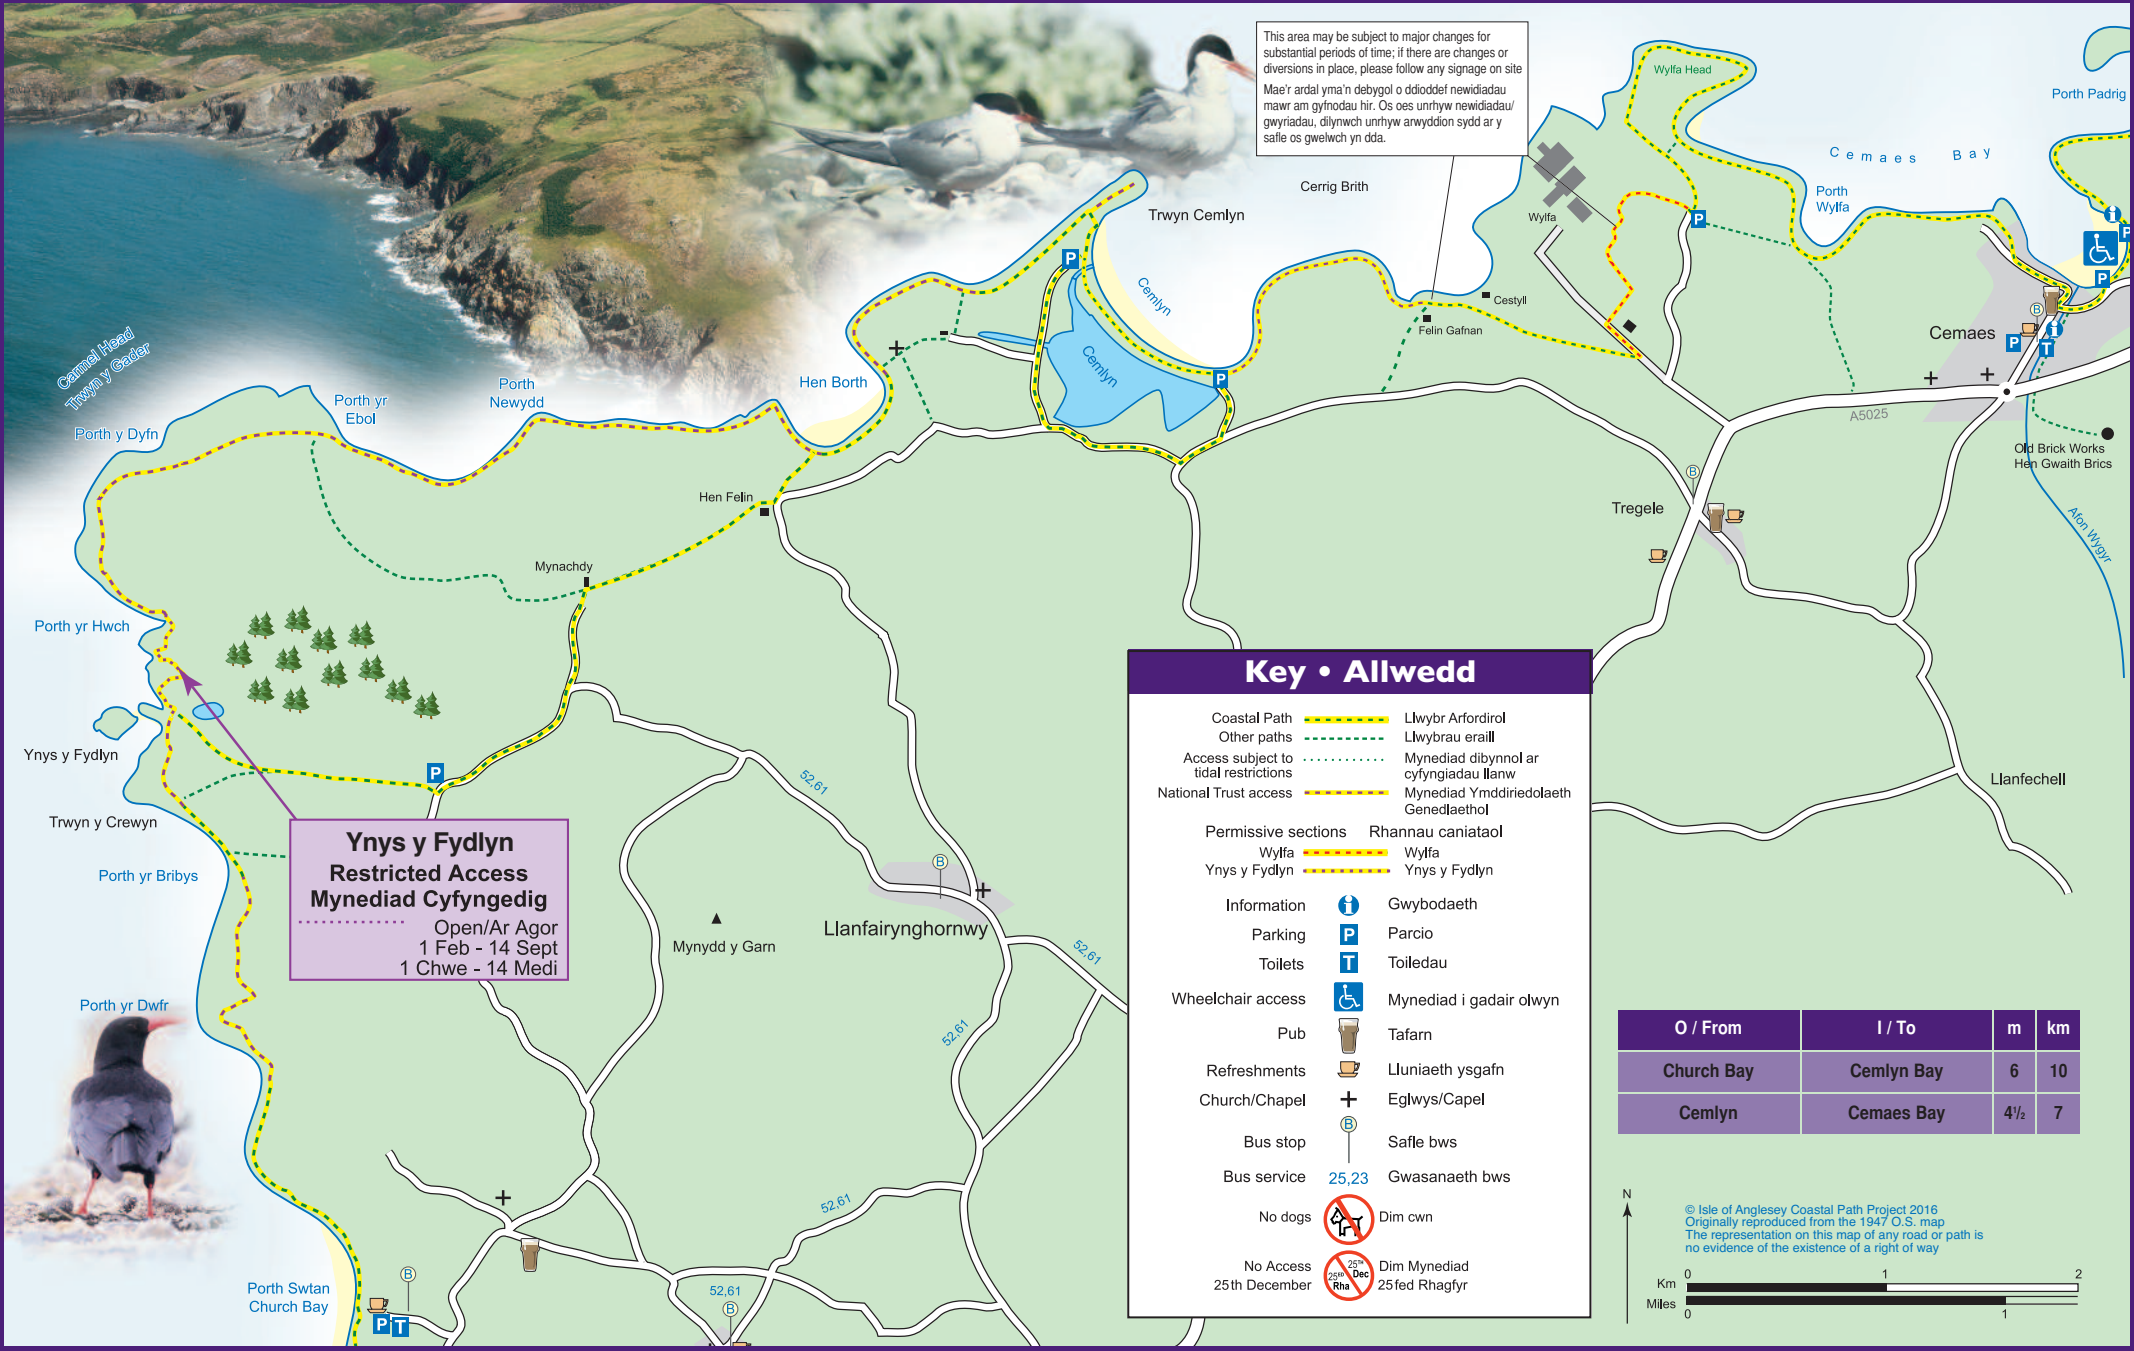 This area may be subject to major changes for
substantial periods of time; if there are changes or
diversions in place, please follow any signage on site
Mae'r ardal yma'n debygol o ddioddef newidiadau
mawr am gyfnodau hir. Os oes unrhyw newidiadau/
gwyriadau, dilynwch unrhyw arwyddion sydd ar y
safle os gwelwch yn dda.
Wylfa Head
Porth Padrig
Cemaes Bay
Porth
Wylfa
Cerrig Brith
Trwyn Cemlyn
Wylfa
Cemlyn
Cestyll
Felin Gafnan
Cemlyn
Cemaes
A5025
Old Brick Works
Hen Gwaith Brics
Afon Wygyr
Carmel Head
Trwyn y Gader
Porth y Dyfn
Porth yr
Ebol
Porth
Newydd
Hen Borth
Hen Felin
Mynachdy
Tregele
Porth yr Hwch
Ynys y Fydlyn
Trwyn y Crewyn
Porth yr Bribys
Ynys y Fydlyn
Restricted Access
Mynediad Cyfyngedig
Open/Ar Agor
1 Feb - 14 Sept
1 Chwe - 14 Medi
52,61
Llanfairynghornwy
Mynydd y Garn
52,61
52,61
52,61
52,61
Porth yr Dwfr
Porth Swtan
Church Bay
Llanfechell
P
P
P
P
P
P
P
P
P
T
T
B
B
B
B
B
Key • Allwedd
Coastal Path Llwybr Arfordirol
Other paths Llwybrau eraill
Access subject to Mynediad dibynnol ar
tidal restrictions cyfyngiadau llanw
National Trust access Mynediad Ymddiriedolaeth
Genedlaethol
Permissive sections Rhannau caniataol
Wylfa Wylfa
Ynys y Fydlyn Ynys y Fydlyn
Information i Gwybodaeth
Parking P Parcio
Toilets T Toiledau
Wheelchair access Mynediad i gadair olwyn
Pub Tafarn
Refreshments Lluniaeth ysgafn
Church/Chapel Eglwys/Capel
B
Bus stop Safle bws
Bus service 25,23 Gwasanaeth bws
No dogs Dim cwn
No Access 25TH Dec Dim Mynediad
25th December 25ED Rha 25fed Rhagfyr
O / From I / To m km
Church Bay Cemlyn Bay 6 10
Cemlyn Cemaes Bay 4½ 7
N
© Isle of Anglesey Coastal Path Project 2016
Originally reproduced from the 1947 O.S. map
The representation on this map of any road or path is
no evidence of the existence of a right of way
Km 0 1 2
Miles 0 1